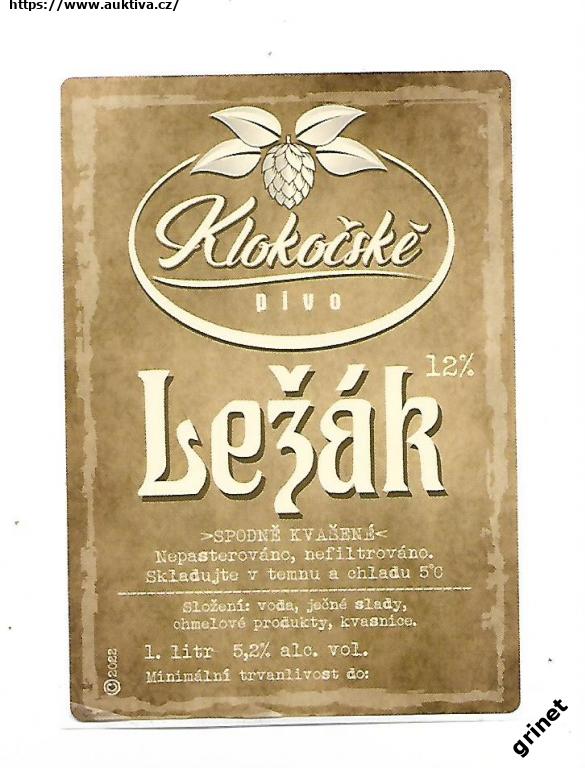 https://www.auktiva.cz/
Klokočské
pivo
12%
Ležák
>SPODNĚ KVAŠENÉ<
Nepasterováno, nefiltrováno.
Skladujte v temnu a chladu 5°C
Složení: voda, ječné slady,
chmelové produkty, kvasnice.
1. litr 5,2% alc. vol.
Minimální trvanlivost do:
© 2022
grinet